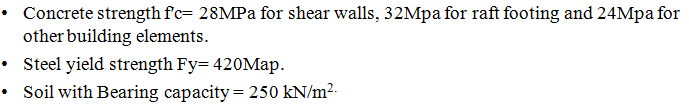 • Concrete strength f'c= 28MPa for shear walls, 32Mpa for raft footing and 24Mpa for
other building elements.
• Steel yield strength Fy= 420Map.
• Soil with Bearing capacity = 250 kN/m².